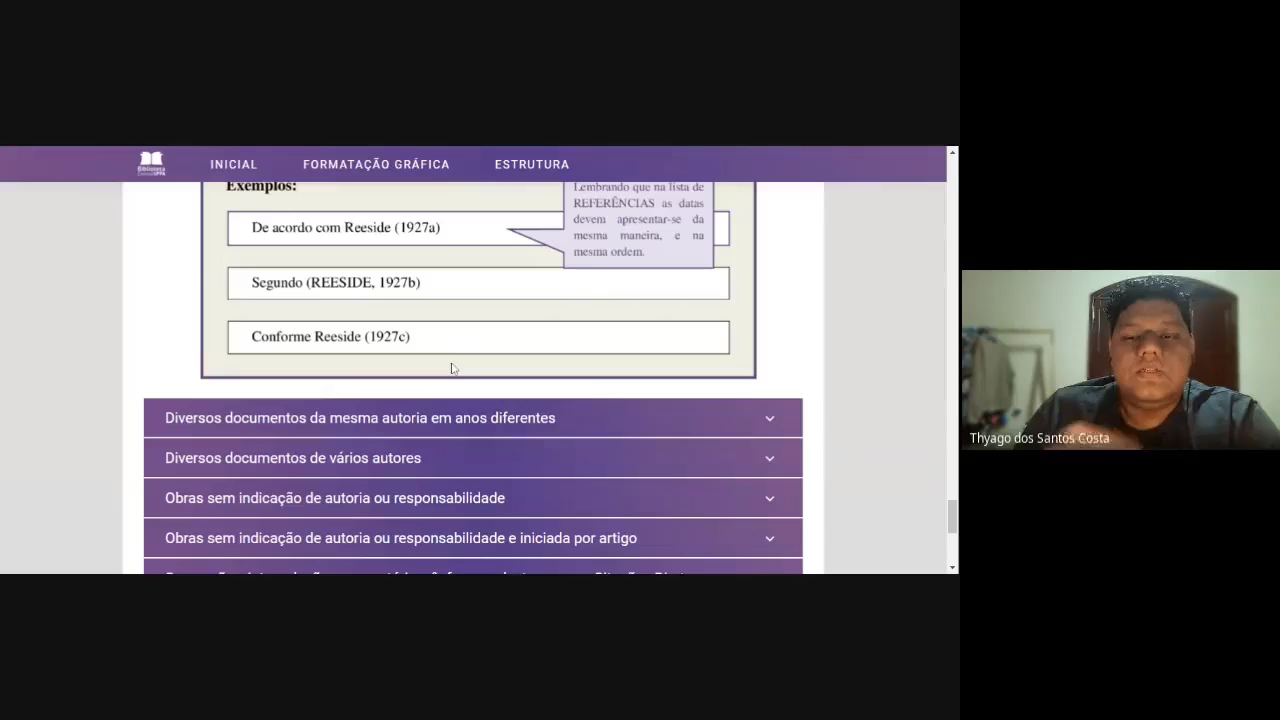 INICIAL
FORMATAÇÃO GRÁFICA
ESTRUTURA
Exemplos:
Lembrando que na lista de
REFERÊNCIAS as datas
devem apresentar-se da
mesma maneira, e na
mesma ordem.
De acordo com Reeside (1927a)
Segundo (REESIDE, 1927b)
Conforme Reeside (1927c)
Diversos documentos da mesma autoria em anos diferentes
Diversos documentos de vários autores
Obras sem indicação de autoria ou responsabilidade
Obras sem indicação de autoria ou responsabilidade e iniciada por artigo
Thyago dos Santos Costa